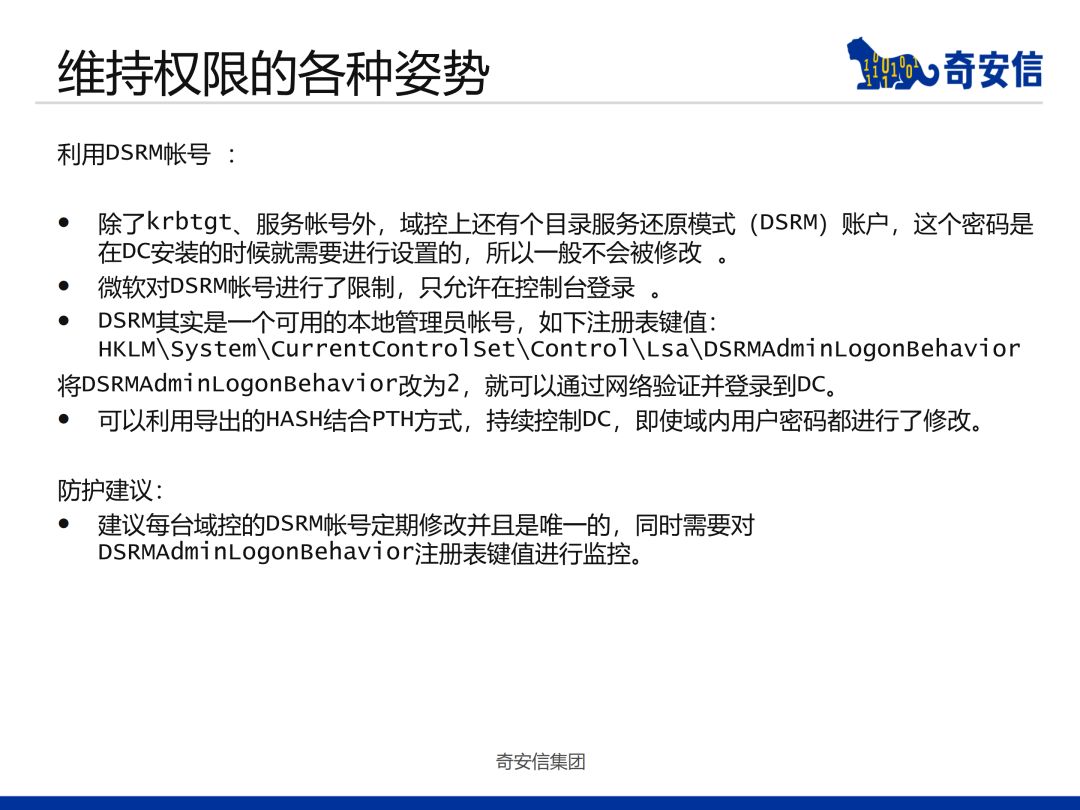 维持权限的各种姿势
奇安信
利用DSRM帐号 ：
• 除了krbtgt、服务帐号外，域控上还有个目录服务还原模式（DSRM）账户，这个密码是
在DC安装的时候就需要进行设置的，所以一般不会被修改 。
• 微软对DSRM帐号进行了限制，只允许在控制台登录 。
• DSRM其实是一个可用的本地管理员帐号，如下注册表键值：
HKLM\System\CurrentControlSet\Control\Lsa\DSRMAdminLogonBehavior
将DSRMAdminLogonBehavior改为2，就可以通过网络验证并登录到DC。
• 可以利用导出的HASH结合PTH方式，持续控制DC，即使域内用户密码都进行了修改。
防护建议：
• 建议每台域控的DSRM帐号定期修改并且是唯一的，同时需要对
DSRMAdminLogonBehavior注册表键值进行监控。
奇安信集团